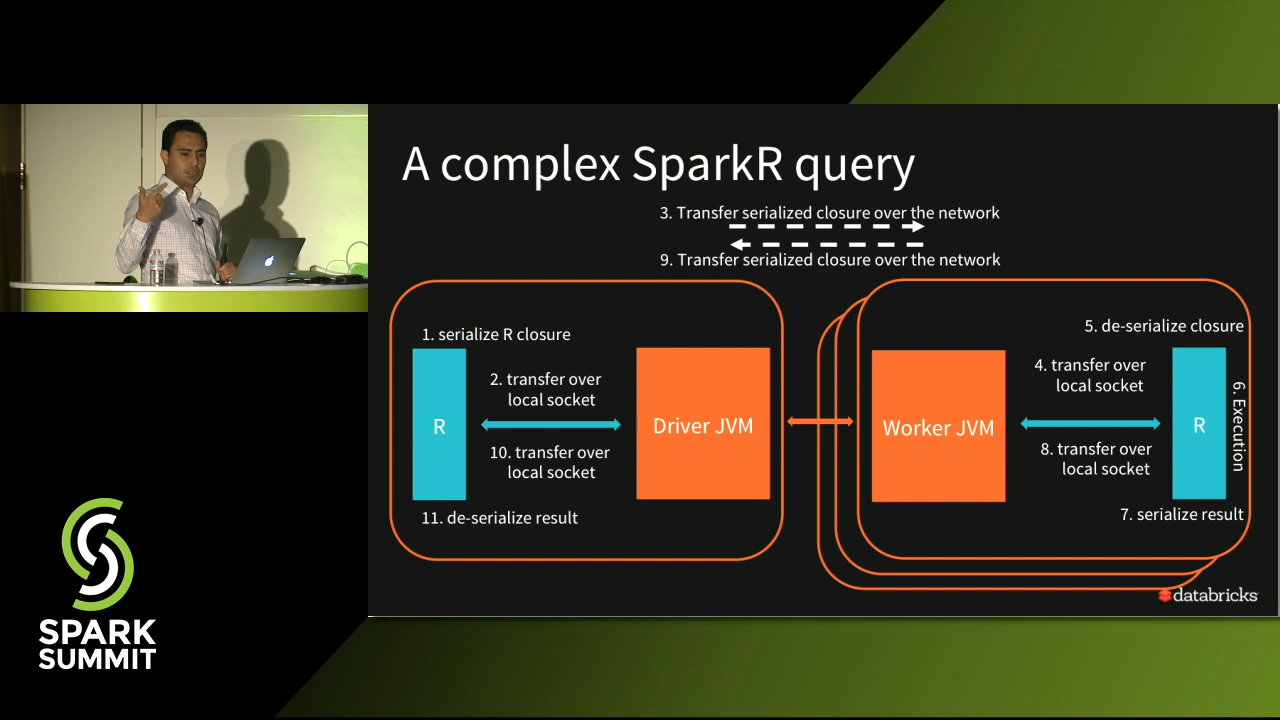 A complex SparkR query
3. Transfer serialized closure over the network
9. Transfer serialized closure over the network
1. serialize R closure
R
2. transfer over
local socket
10. transfer over
local socket
Driver JVM
11. de-serialize result
Worker JVM
5. de-serialize closure
4. transfer over
local socket
8. transfer over
local socket
R
6. Execution
7. serialize result
databricks
SPARK
SUMMIT